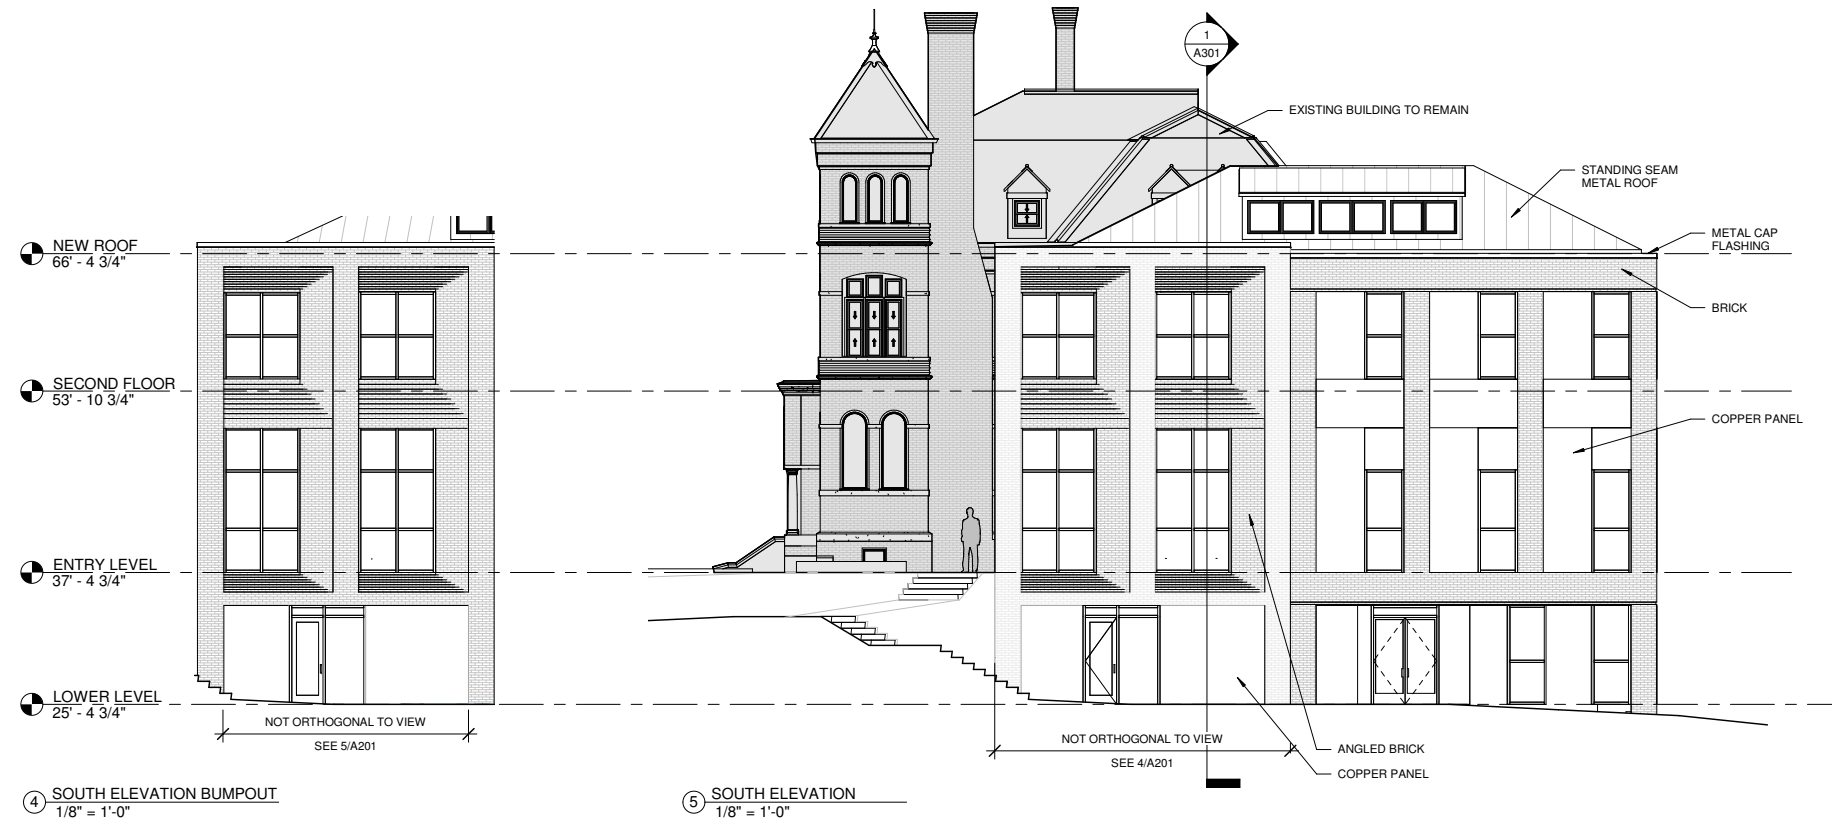 1
A301
EXISTING BUILDING TO REMAIN
STANDING SEAM
METAL ROOF
METAL CAP
FLASHING
BRICK
COPPER PANEL
NEW ROOF
66' - 4 3/4"
SECOND FLOOR
53' - 10 3/4"
ENTRY LEVEL
37' - 4 3/4"
LOWER LEVEL
25' - 4 3/4"
NOT ORTHOGONAL TO VIEW
SEE 5/A201
NOT ORTHOGONAL TO VIEW
SEE 4/A201
ANGLED BRICK
COPPER PANEL
4 SOUTH ELEVATION BUMPOUT
1/8" = 1'-0"
5 SOUTH ELEVATION
1/8" = 1'-0"